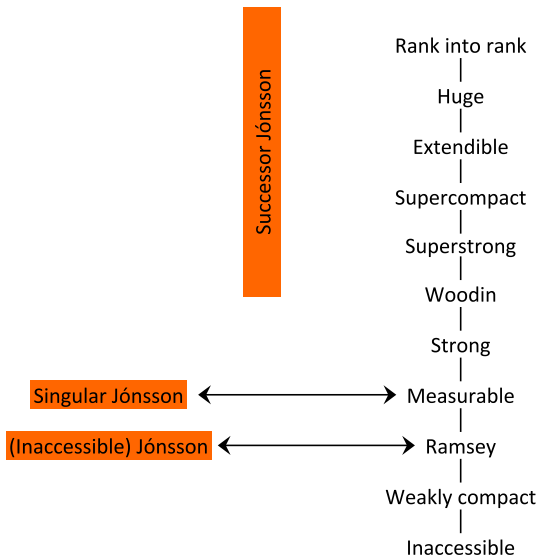 Rank into rank
Huge
Extendible
Successor Jónsson
Supercompact
Superstrong
Woodin
Strong
Singular Jónsson
Measurable
(Inaccessible) Jónsson
Ramsey
Weakly compact
Inaccessible